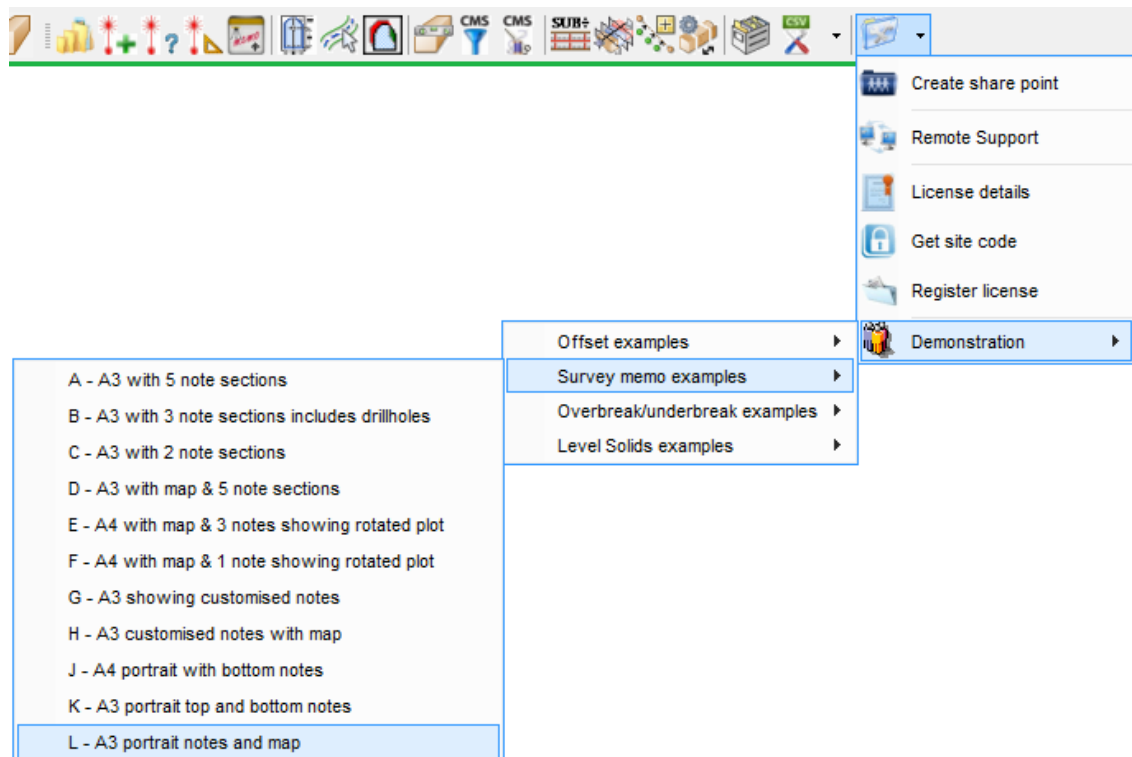 CMS
CMS
SUB÷
CSV
Create share point
Remote Support
License details
Get site code
Register license
Demonstration
Offset examples
Survey memo examples
Overbreak/underbreak examples
Level Solids examples
A - A3 with 5 note sections
B - A3 with 3 note sections includes drillholes
C - A3 with 2 note sections
D - A3 with map & 5 note sections
E - A4 with map & 3 notes showing rotated plot
F - A4 with map & 1 note showing rotated plot
G - A3 showing customised notes
H - A3 customised notes with map
J - A4 portrait with bottom notes
K - A3 portrait top and bottom notes
L - A3 portrait notes and map